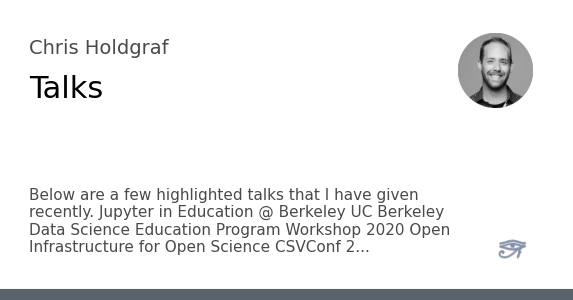 Chris Holdgraf
Talks
Below are a few highlighted talks that I have given
recently. Jupyter in Education @ Berkeley UC Berkeley
Data Science Education Program Workshop 2020 Open
Infrastructure for Open Science CSVConf 2...